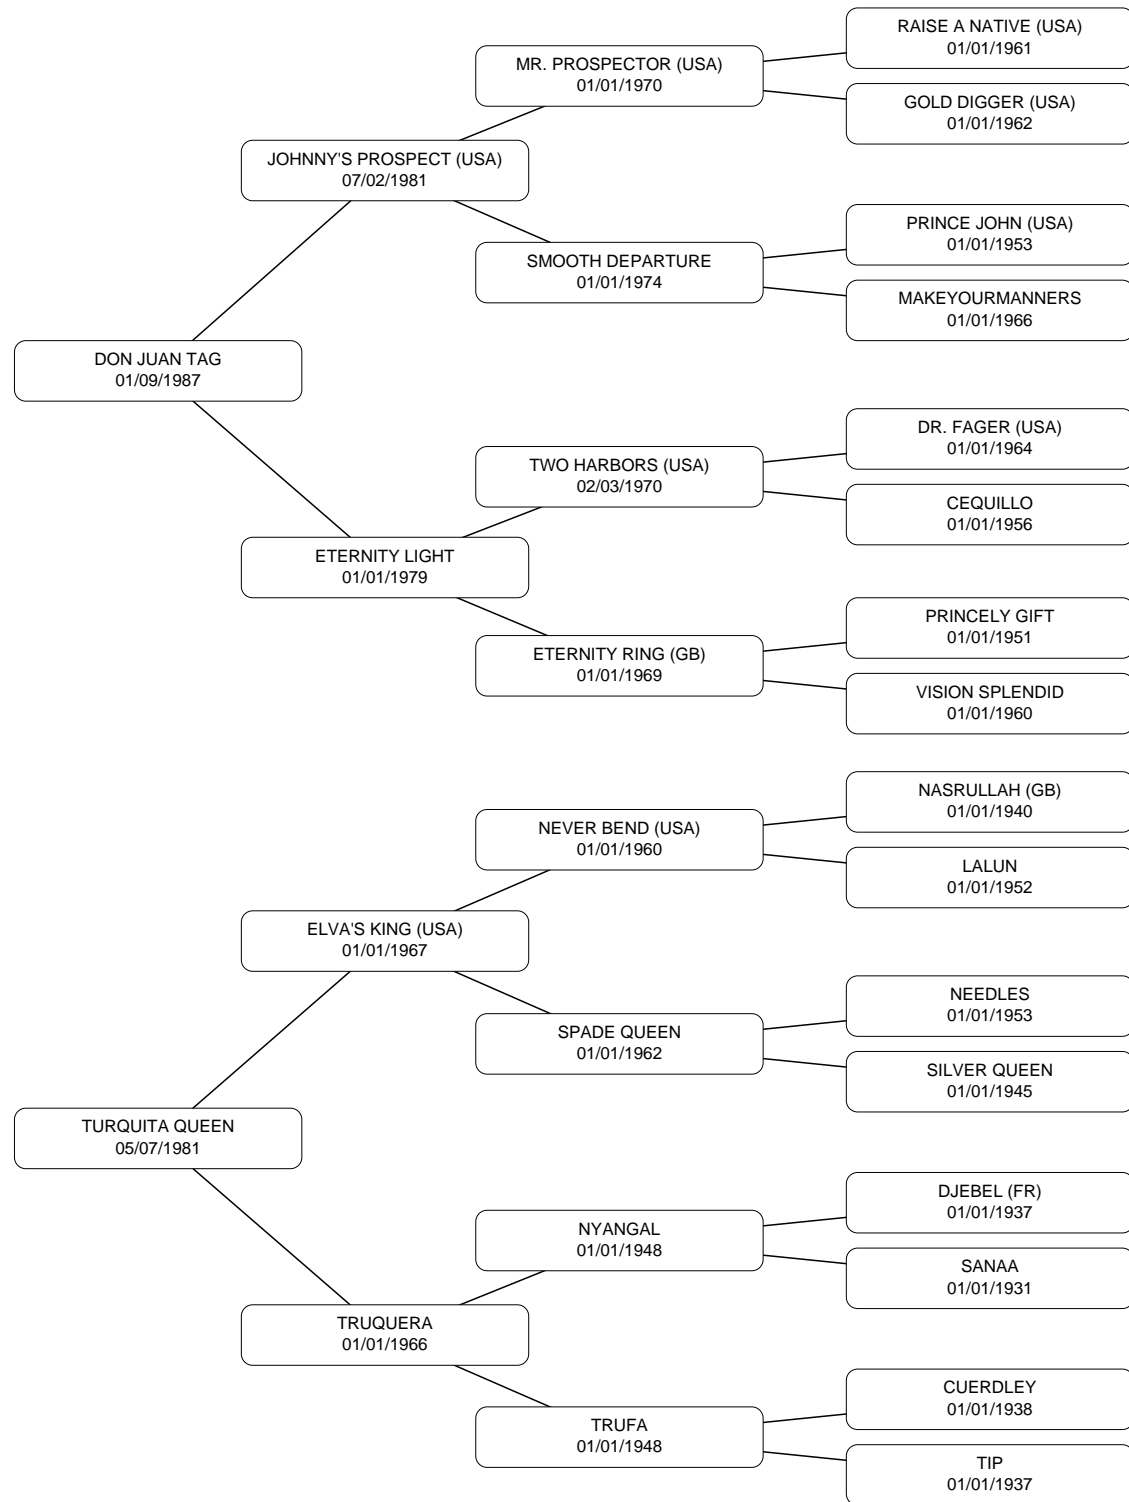 RAISE A NATIVE (USA)
01/01/1961
MR. PROSPECTOR (USA)
01/01/1970
GOLD DIGGER (USA)
01/01/1962
JOHNNY'S PROSPECT (USA)
07/02/1981
PRINCE JOHN (USA)
01/01/1953
SMOOTH DEPARTURE
01/01/1974
MAKEYOURMANNERS
01/01/1966
DON JUAN TAG
01/09/1987
DR. FAGER (USA)
01/01/1964
TWO HARBORS (USA)
02/03/1970
CEQUILLO
01/01/1956
ETERNITY LIGHT
01/01/1979
PRINCELY GIFT
01/01/1951
ETERNITY RING (GB)
01/01/1969
VISION SPLENDID
01/01/1960
NASRULLAH (GB)
01/01/1940
NEVER BEND (USA)
01/01/1960
LALUN
01/01/1952
ELVA'S KING (USA)
01/01/1967
NEEDLES
01/01/1953
SPADE QUEEN
01/01/1962
SILVER QUEEN
01/01/1945
TURQUITA QUEEN
05/07/1981
DJEBEL (FR)
01/01/1937
NYANGAL
01/01/1948
SANAA
01/01/1931
TRUQUERA
01/01/1966
CUERDLEY
01/01/1938
TRUFA
01/01/1948
TIP
01/01/1937